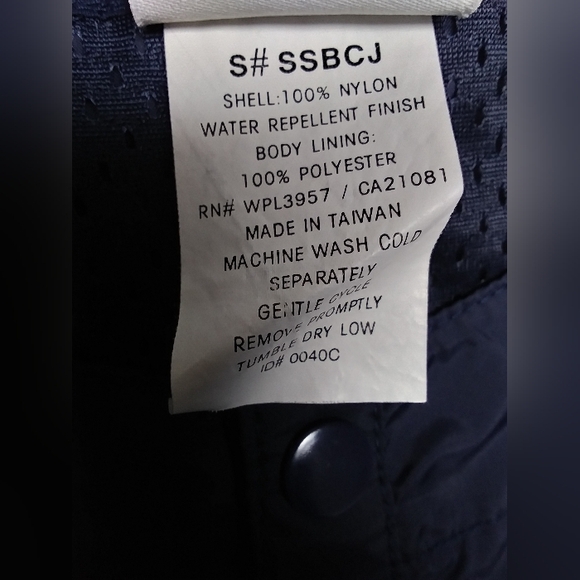 S# SSBCJ
SHELL:100% NYLON
WATER REPELLENT FINISH
BODY LINING:
100% POLYESTER
RN# WPL3957 / CA21081
MADE IN TAIWAN
MACHINE WASH COLD
SEPARATELY
GENTLE CYCLE
REMOVE PROMPTLY
TUMBLE DRY LOW
ID# 0040C